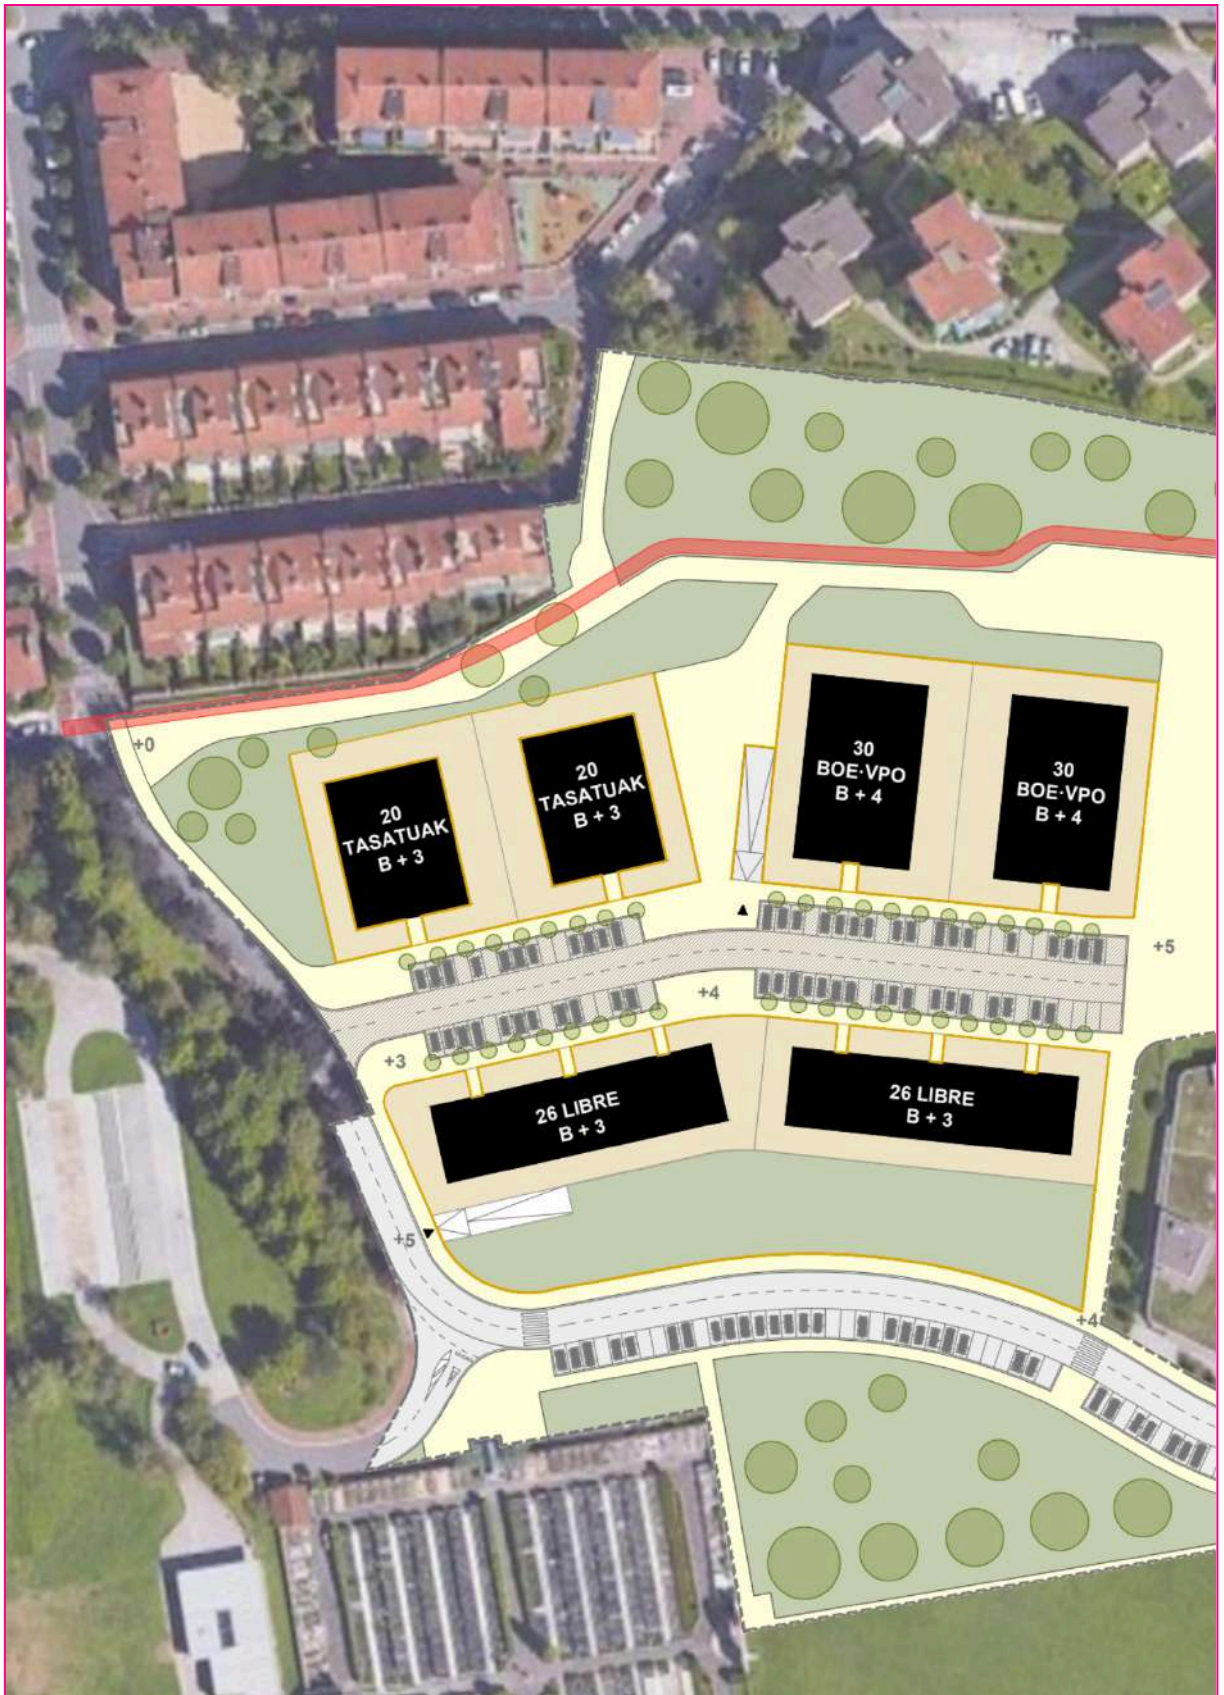 +0
20
TASATUAK
B + 3
20
TASATUAK
B + 3
30
BOE·VPO
B + 4
30
BOE·VPO
B + 4
+5
+4
+3
26 LIBRE
B + 3
26 LIBRE
B + 3
+5
+4